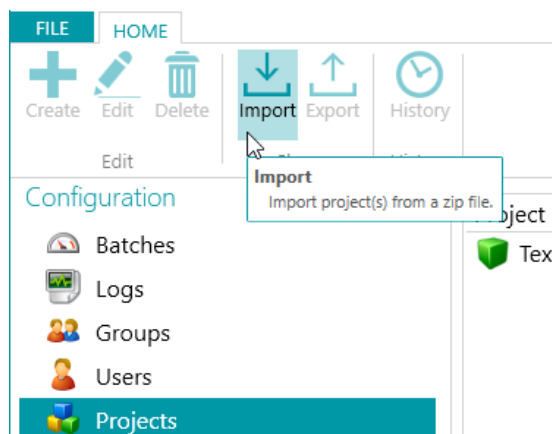 FILE HOME
Create Edit Delete Import Export History
Edit
Import
Import project(s) from a zip file.
Configuration
Batches
Logs
Groups
Users
Projects